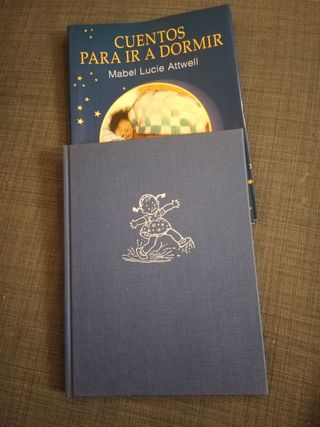 CUENTOS
PARA IR A DORMIR
Mabel Lucie Attwell